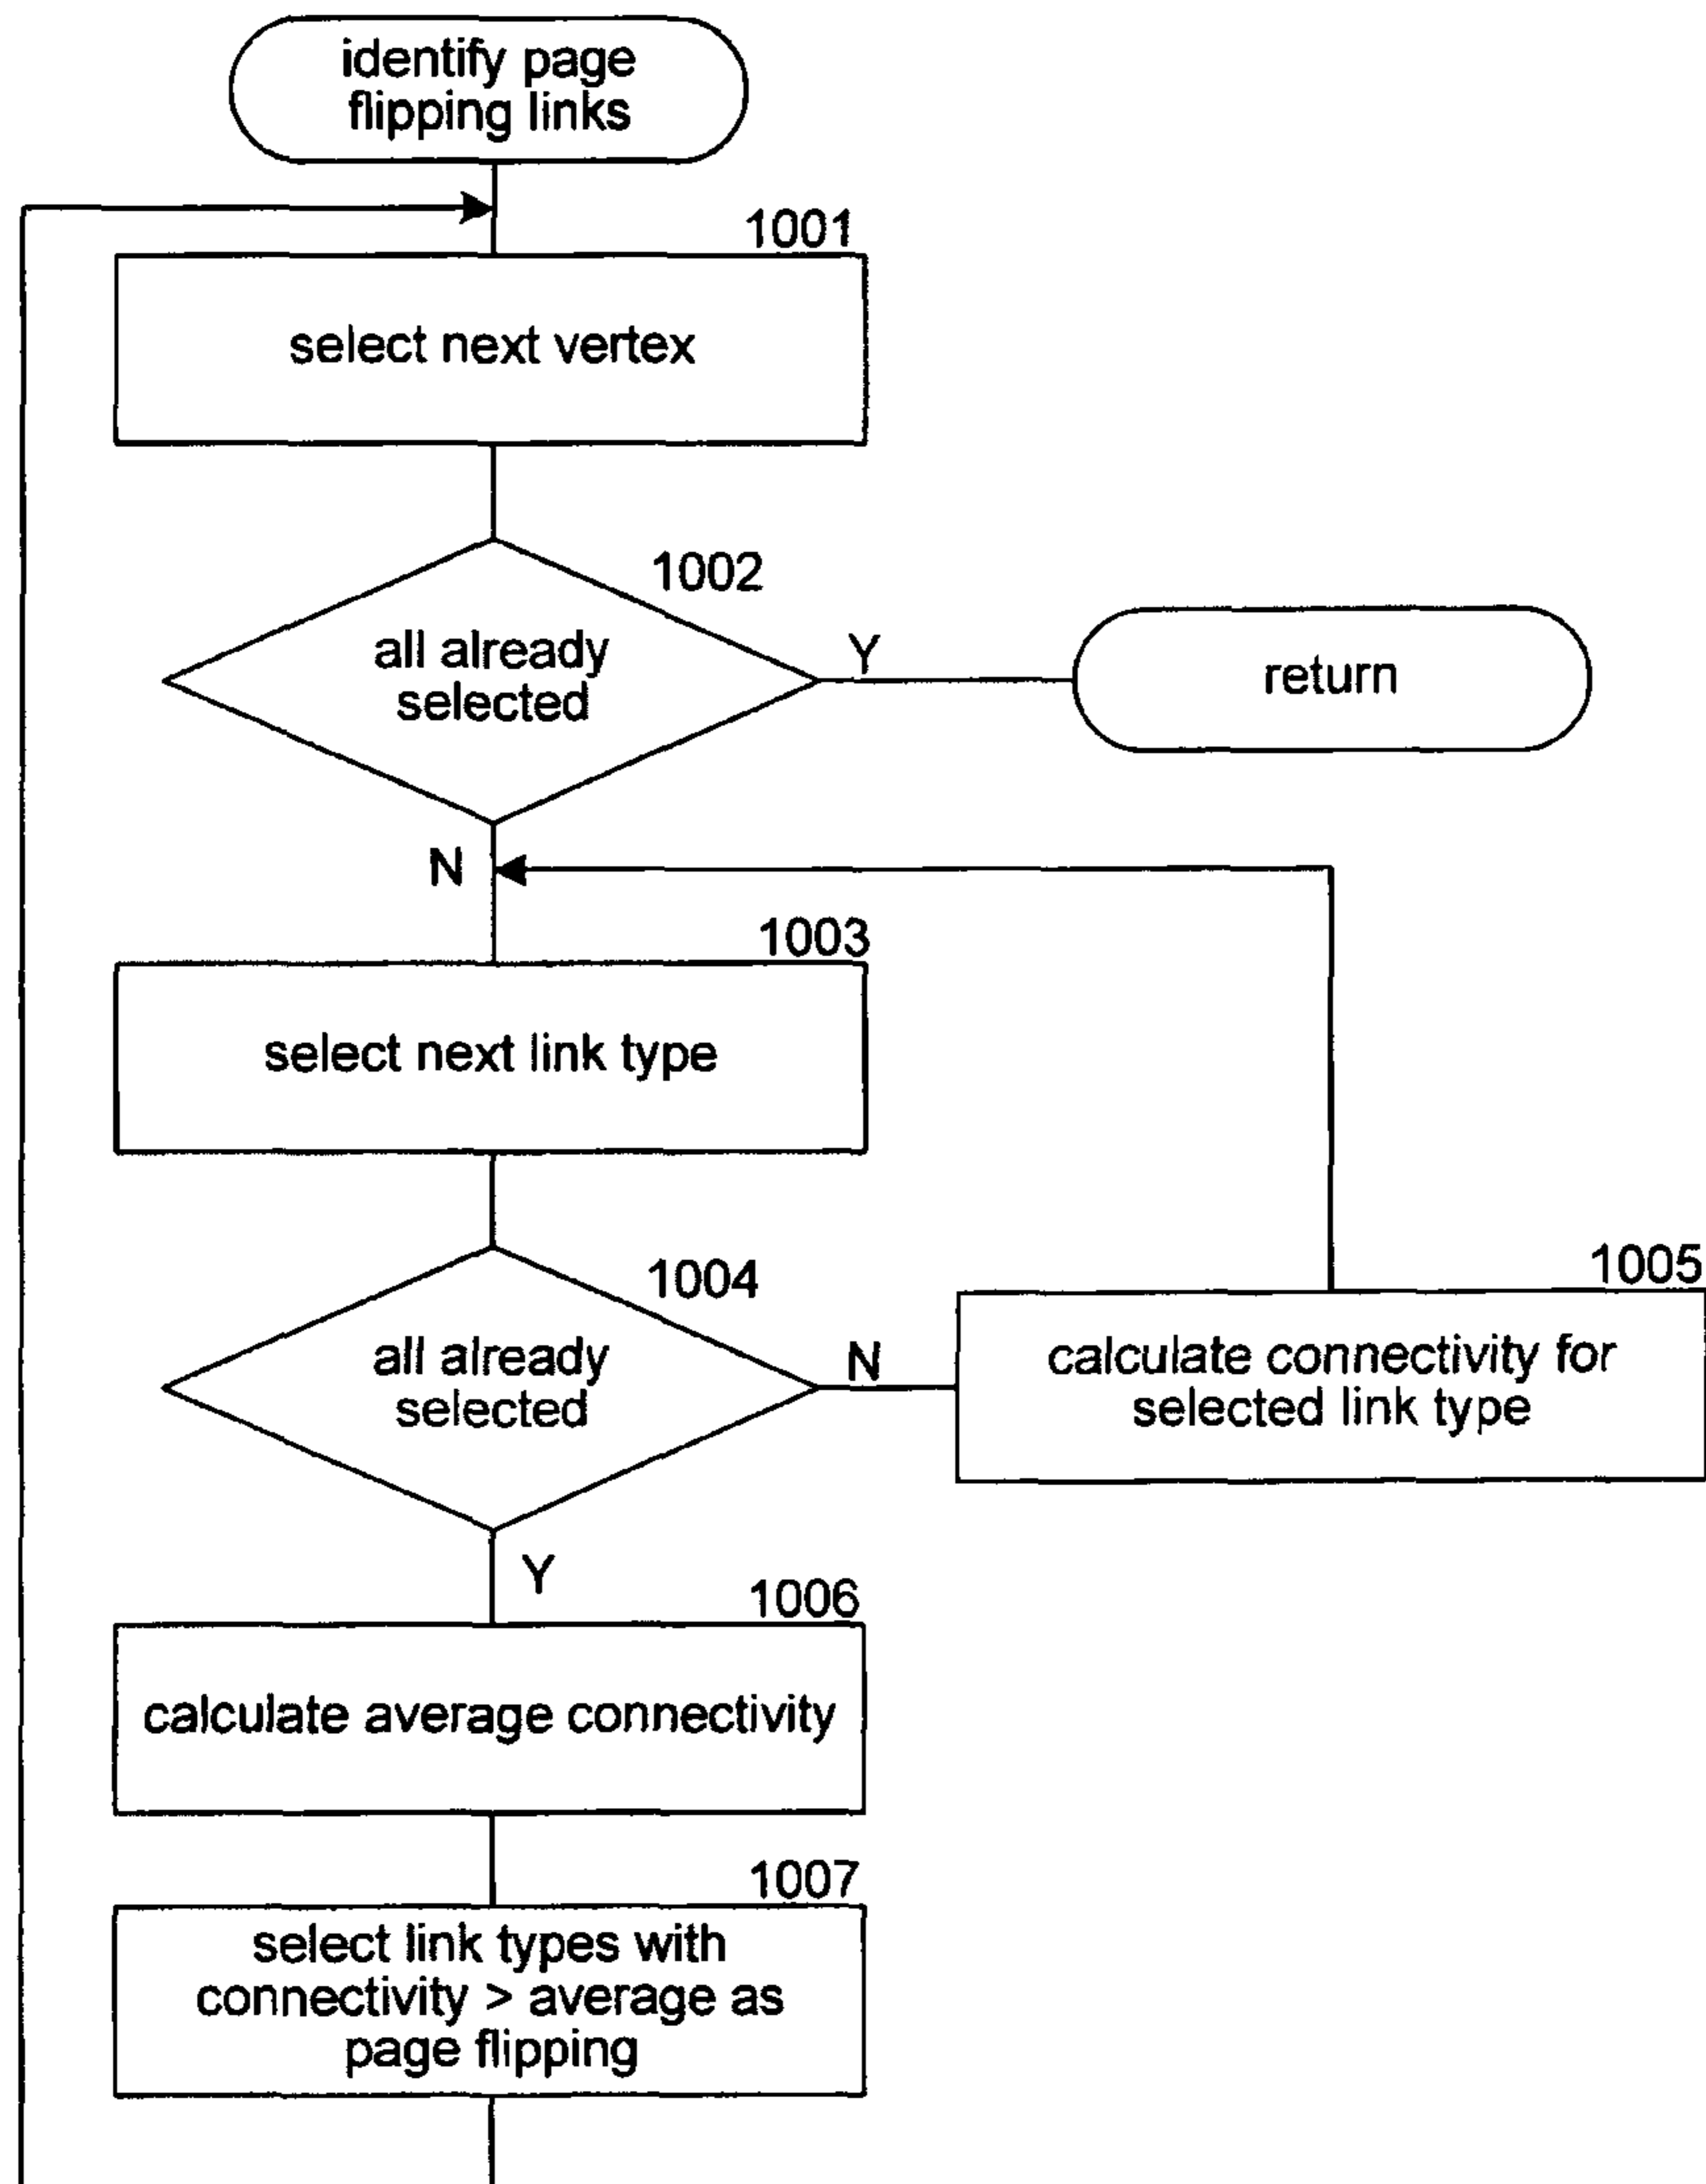 identify page
flipping links
1001
select next vertex
1002
all already
selected
Y
return
N
1003
select next link type
1004
all already
selected
N
1005
calculate connectivity for
selected link type
Y
1006
calculate average connectivity
1007
select link types with
connectivity > average as
page flipping